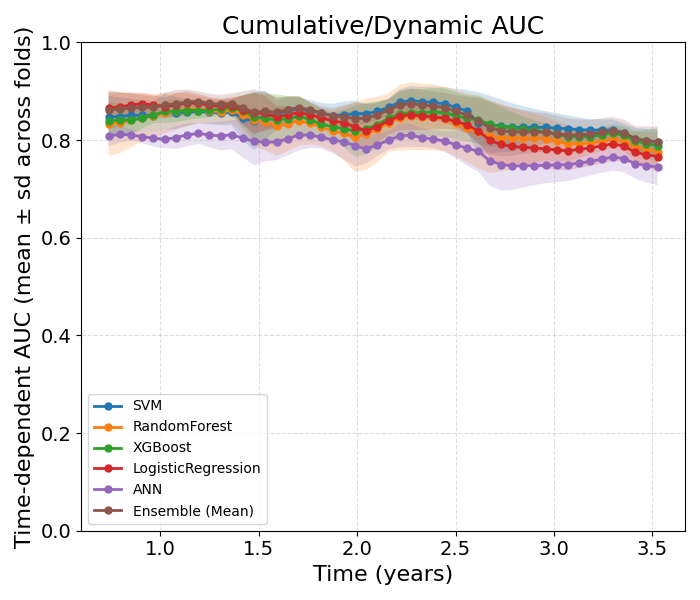 Cumulative/Dynamic AUC
Time-dependent AUC (mean ± sd across folds)
1.0
0.8
0.6
0.4
0.2
0.0
SVM
RandomForest
XGBoost
LogisticRegression
ANN
Ensemble (Mean)
1.0 1.5 2.0 2.5 3.0 3.5
Time (years)